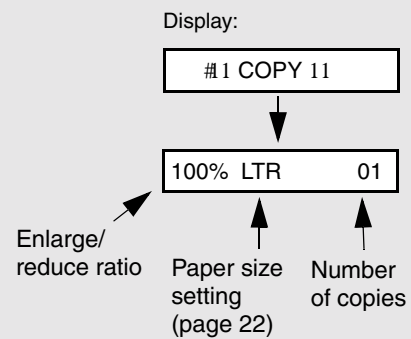 Display:
#11 COPY 11
100% LTR 01
Enlarge/
reduce ratio
Paper size
setting
(page 22)
Number
of copies